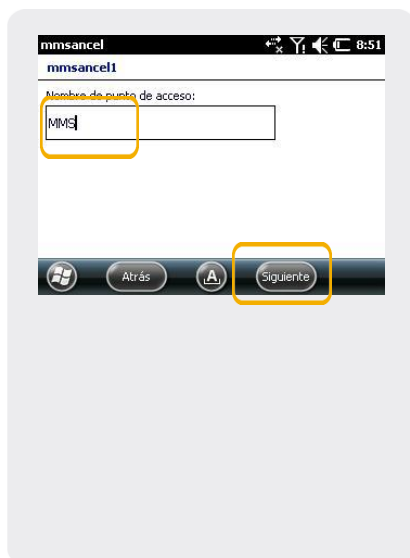 mmsancel 8:51
mmsancel1
Nombre de punto de acceso:
MMS
Atrás A Siguiente